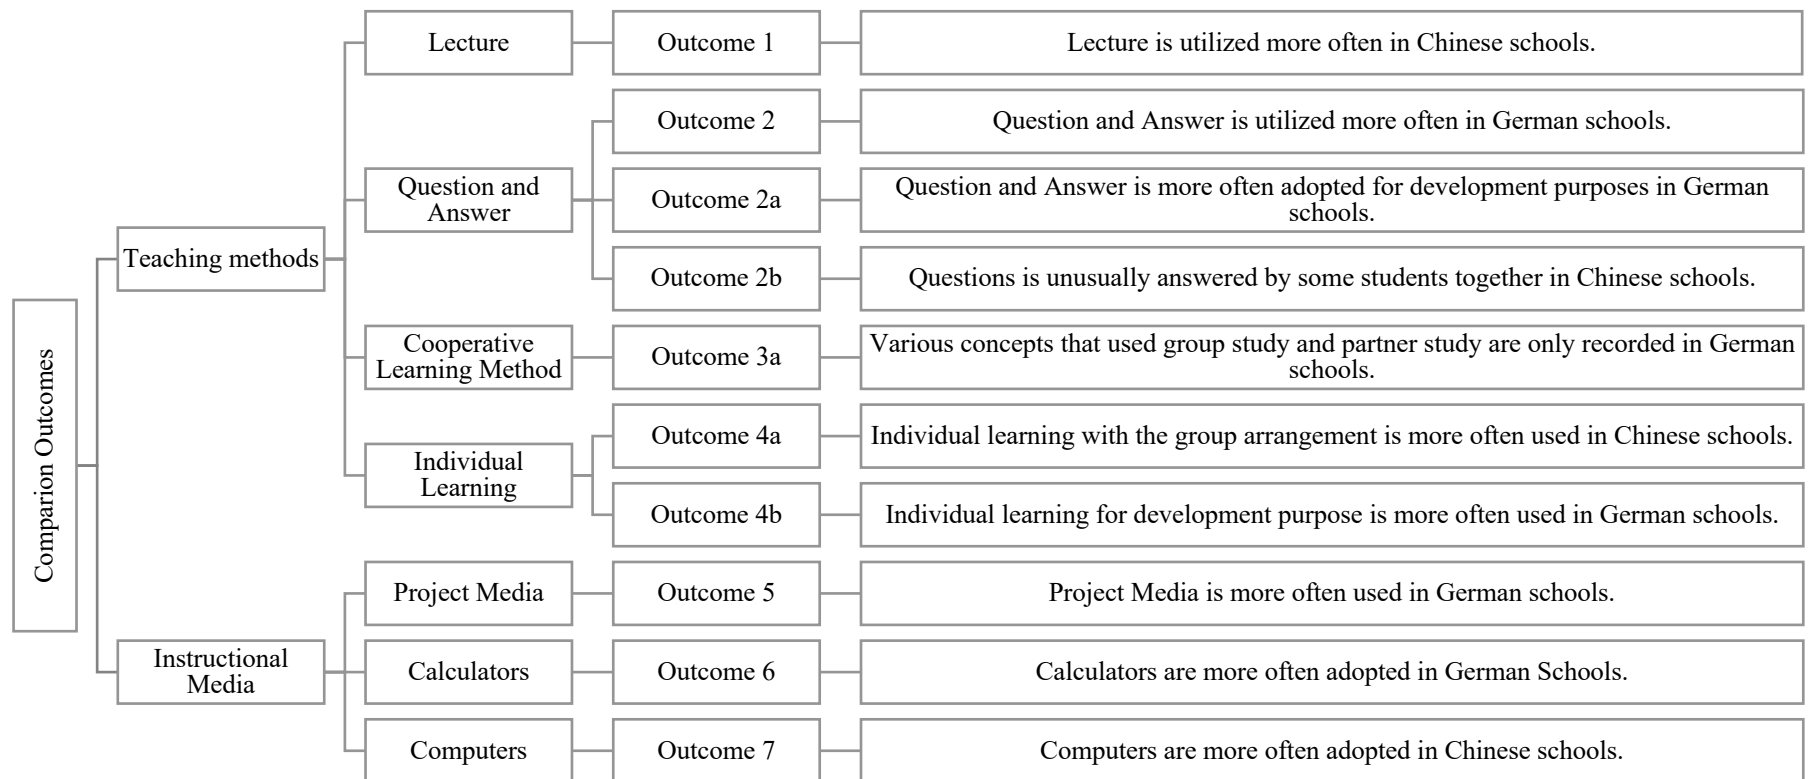 Comparion Outcomes
Teaching methods
Lecture
Outcome 1
Lecture is utilized more often in Chinese schools.
Question and
Answer
Outcome 2
Question and Answer is utilized more often in German schools.
Outcome 2a
Question and Answer is more often adopted for development purposes in German
schools.
Outcome 2b
Questions is unusually answered by some students together in Chinese schools.
Cooperative
Learning Method
Outcome 3a
Various concepts that used group study and partner study are only recorded in German
schools.
Individual
Learning
Outcome 4a
Individual learning with the group arrangement is more often used in Chinese schools.
Outcome 4b
Individual learning for development purpose is more often used in German schools.
Instructional
Media
Project Media
Outcome 5
Project Media is more often used in German schools.
Calculators
Outcome 6
Calculators are more often adopted in German Schools.
Computers
Outcome 7
Computers are more often adopted in Chinese schools.